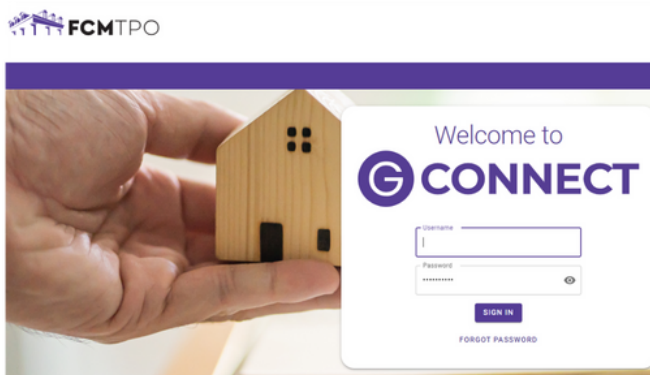 FCMTPO
Welcome to
G CONNECT
Username
Password
••••••••••
SIGN IN
FORGOT PASSWORD